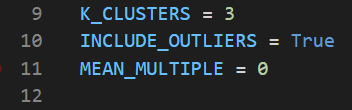 9 K_CLUSTERS = 3
10 INCLUDE_OUTLIERS = True
11 MEAN_MULTIPLE = 0
12